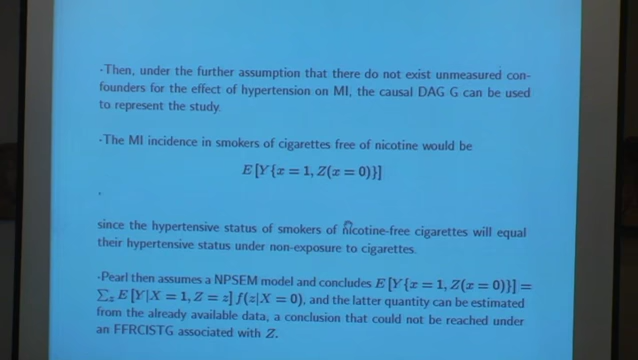 ·Then, under the further assumption that there do not exist unmeasured con-
founders for the effect of hypertension on MI, the causal DAG G can be used
to represent the study.
·The MI incidence in smokers of cigarettes free of nicotine would be
E[Y{x = 1, Z(x = 0)}]
.
since the hypertensive status of smokers of nicotine-free cigarettes will equal
their hypertensive status under non-exposure to cigarettes.
·Pearl then assumes a NPSEM model and concludes E[Y{x = 1, Z(x = 0)}] =
∑z E[Y|X = 1, Z = z] f(z|X = 0), and the latter quantity can be estimated
from the already available data, a conclusion that could not be reached under
an FFRCISTG associated with Z.